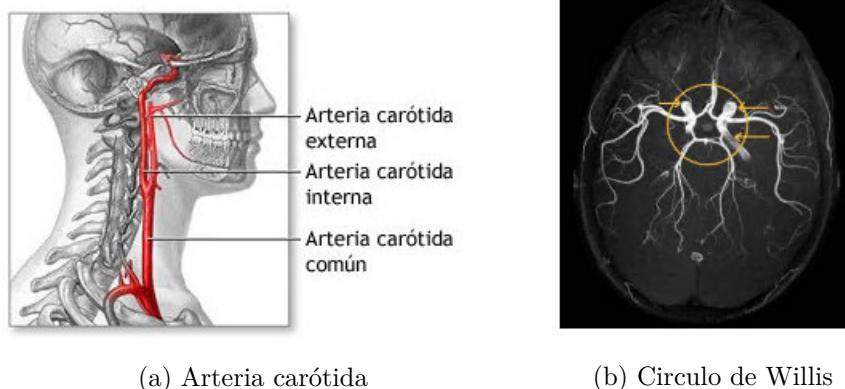 Arteria carótida
externa
Arteria carótida
interna
Arteria carótida
común
(a) Arteria carótida
(b) Circulo de Willis